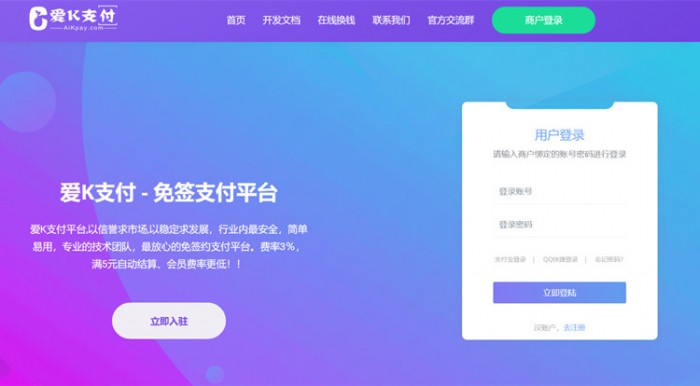 爱K支付
AiKpay.com
首页 开发文档 在线换钱 联系我们 官方交流群 商户登录
爱K支付 - 免签支付平台
爱K支付平台,以信誉求市场,以稳定求发展，行业内最安全，简单
易用，专业的技术团队，最放心的免签约支付平台。费率3%，
满5元自动结算、会员费率更低！！
立即入驻
用户登录
请输入商户绑定的账号密码进行登录
登录账号
登录密码
支付宝登录 | QQ快捷登录 | 忘记密码?
立即登陆
没账户，去注册